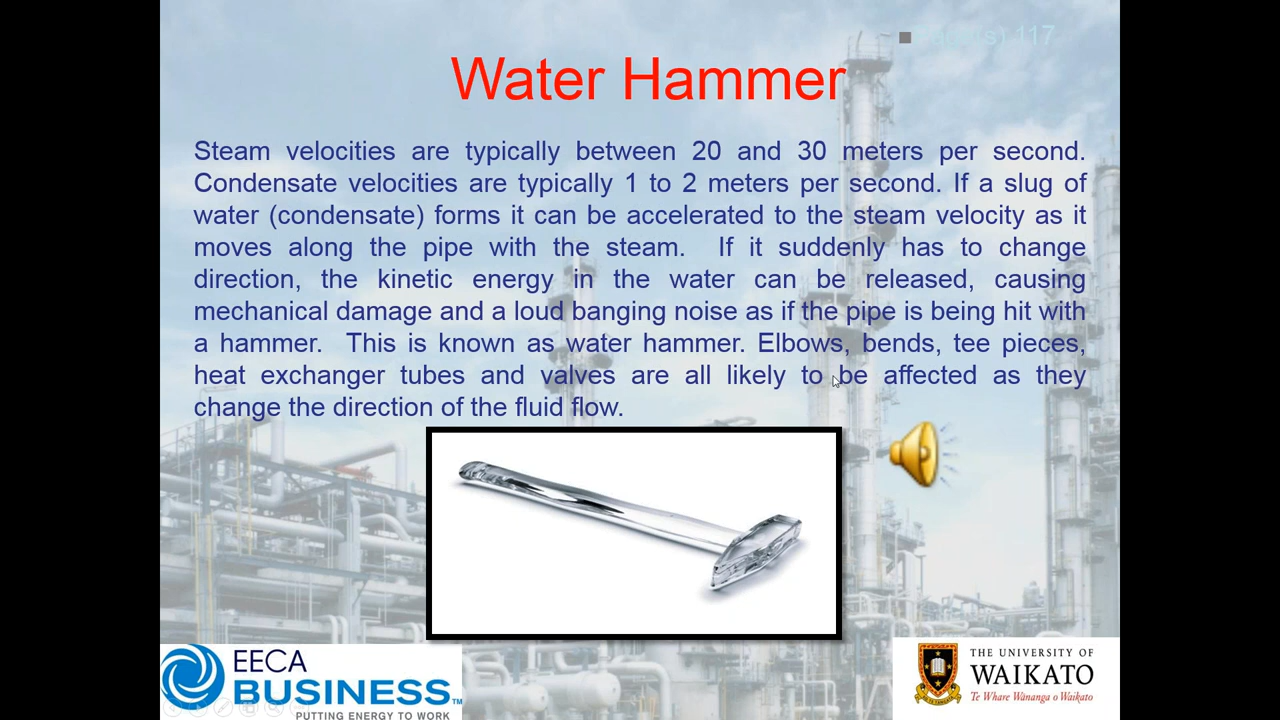 Page(s) 117
Water Hammer
Steam velocities are typically between 20 and 30 meters per second.
Condensate velocities are typically 1 to 2 meters per second. If a slug of
water (condensate) forms it can be accelerated to the steam velocity as it
moves along the pipe with the steam. If it suddenly has to change
direction, the kinetic energy in the water can be released, causing
mechanical damage and a loud banging noise as if the pipe is being hit with
a hammer. This is known as water hammer. Elbows, bends, tee pieces,
heat exchanger tubes and valves are all likely to be affected as they
change the direction of the fluid flow.
EECA
BUSINESS™
PUTTING ENERGY TO WORK
THE UNIVERSITY OF
WAIKATO
Te Whare Wānanga o Waikato